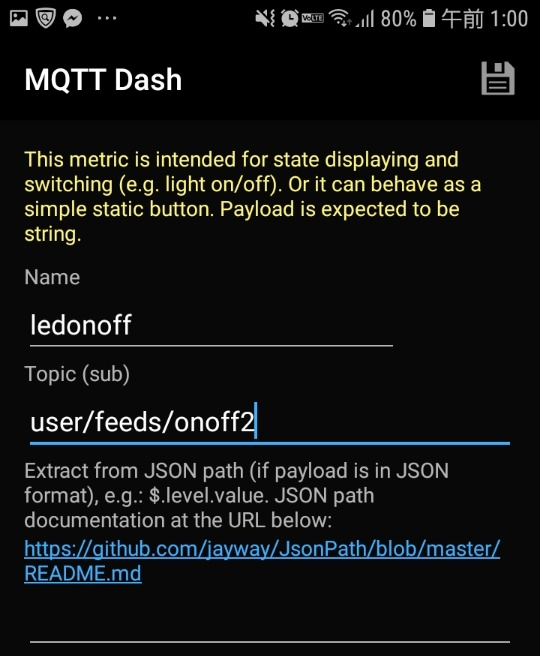 VoLTE 80% 午前 1:00
MQTT Dash
This metric is intended for state displaying and
switching (e.g. light on/off). Or it can behave as a
simple static button. Payload is expected to be
string.
Name
ledonoff
Topic (sub)
user/feeds/onoff2
Extract from JSON path (if payload is in JSON
format), e.g.: $.level.value. JSON path
documentation at the URL below:
https://github.com/jayway/JsonPath/blob/master/
README.md